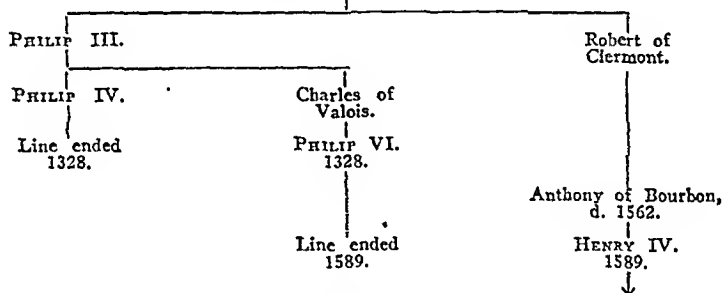 PHILIP III.
Robert of
Clermont.
PHILIP IV.
Charles of
Valois.
Line ended
1328.
PHILIP VI.
1328.
Anthony of Bourbon,
d. 1562.
Line ended
1589.
HENRY IV.
1589.